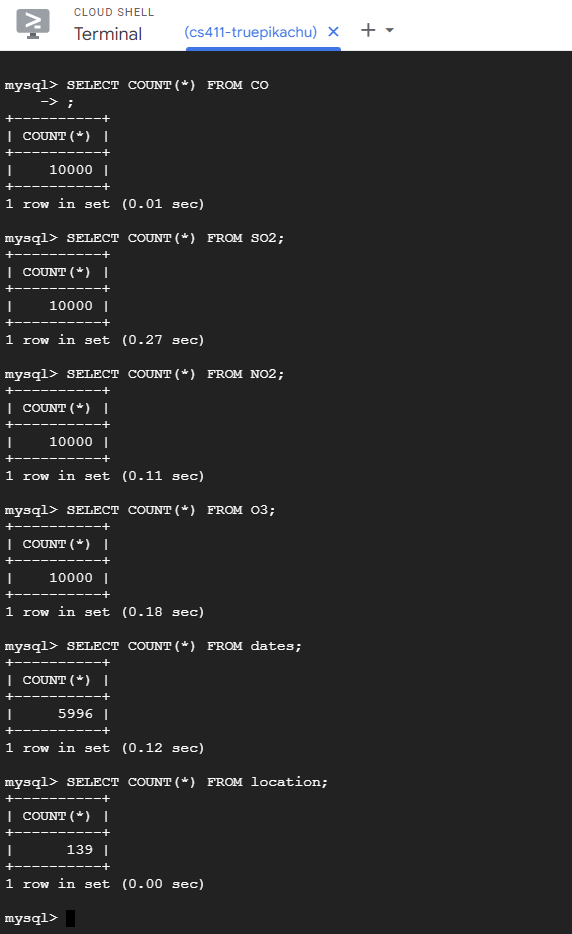 CLOUD SHELL
Terminal
(cs411-truepikachu) × + ▾
mysql> SELECT COUNT(*) FROM CO
    -> ;
+----------+
| COUNT(*) |
+----------+
|    10000 |
+----------+
1 row in set (0.01 sec)
mysql> SELECT COUNT(*) FROM SO2;
+----------+
| COUNT(*) |
+----------+
|    10000 |
+----------+
1 row in set (0.27 sec)
mysql> SELECT COUNT(*) FROM NO2;
+----------+
| COUNT(*) |
+----------+
|    10000 |
+----------+
1 row in set (0.11 sec)
mysql> SELECT COUNT(*) FROM O3;
+----------+
| COUNT(*) |
+----------+
|    10000 |
+----------+
1 row in set (0.18 sec)
mysql> SELECT COUNT(*) FROM dates;
+----------+
| COUNT(*) |
+----------+
|     5996 |
+----------+
1 row in set (0.12 sec)
mysql> SELECT COUNT(*) FROM location;
+----------+
| COUNT(*) |
+----------+
|      139 |
+----------+
1 row in set (0.00 sec)
mysql>